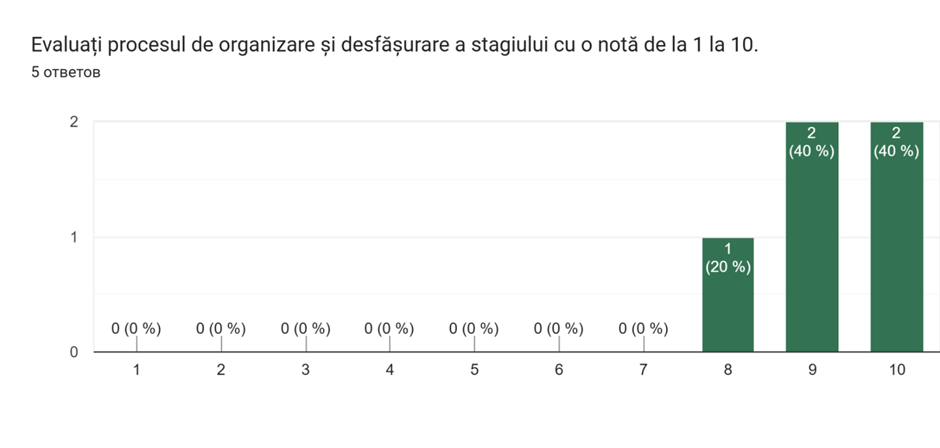 Evaluați procesul de organizare și desfășurare a stagiului cu o notă de la 1 la 10.
5 ответов
2
1
0
0 (0 %) 0 (0 %) 0 (0 %) 0 (0 %) 0 (0 %) 0 (0 %) 0 (0 %)
1
(20 %)
2
(40 %)
2
(40 %)
1 2 3 4 5 6 7 8 9 10